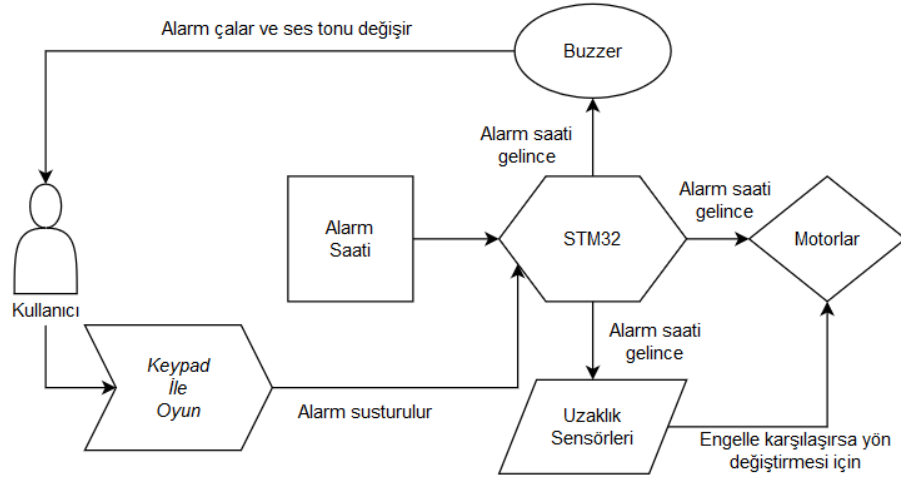 Alarm çalar ve ses tonu değişir
Buzzer
Alarm saati
gelince
Alarm saati
gelince
Alarm
Saati
STM32
Motorlar
Kullanıcı
Alarm saati
gelince
Keypad
İle
Oyun
Alarm susturulur
Uzaklık
Sensörleri
Engelle karşılaşırsa yön
değiştirmesi için